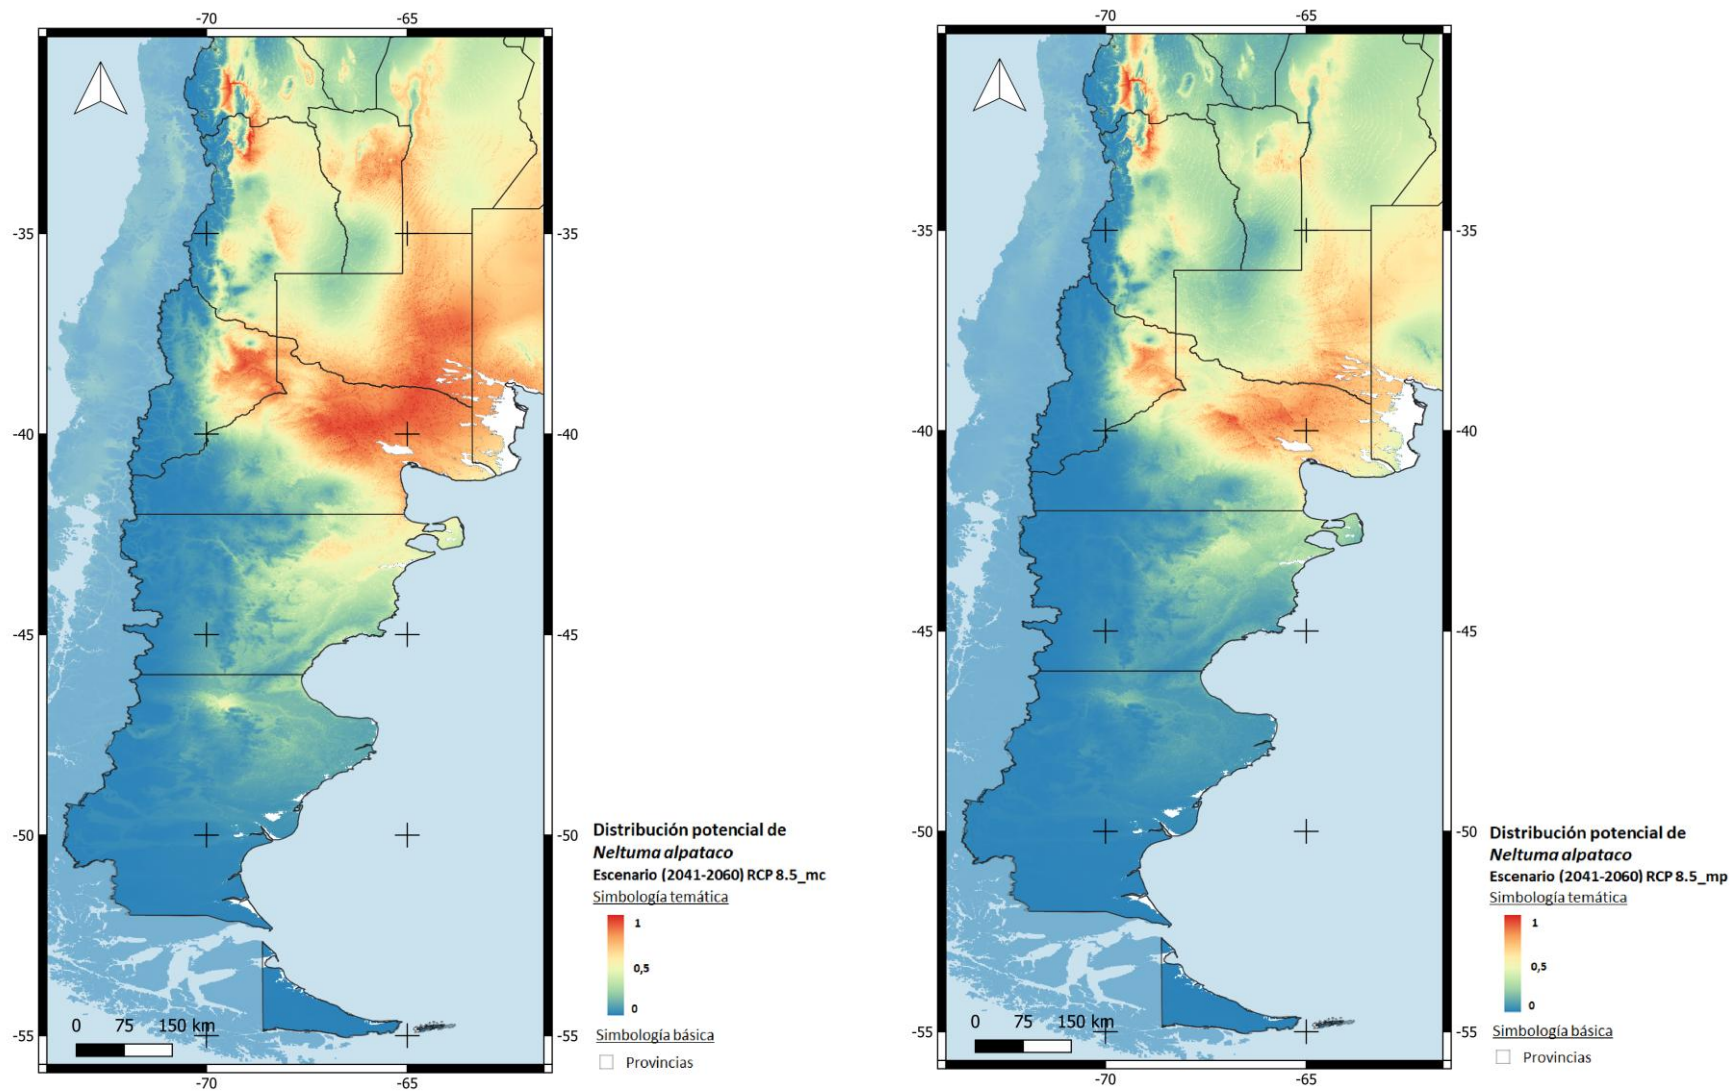 -70
-65
-35
-35
-40
-40
-45
-45
-50
-50
-55
-55
-70
-65
0 75 150 km
Distribución potencial de
Neltuma alpataco
Escenario (2041-2060) RCP 8.5_mc
Simbología temática
1
0,5
0
Simbología básica
Provincias
-70
-65
-35
-35
-40
-40
-45
-45
-50
-50
-55
-55
-70
-65
0 75 150 km
Distribución potencial de
Neltuma alpataco
Escenario (2041-2060) RCP 8.5_mp
Simbología temática
1
0,5
0
Simbología básica
Provincias